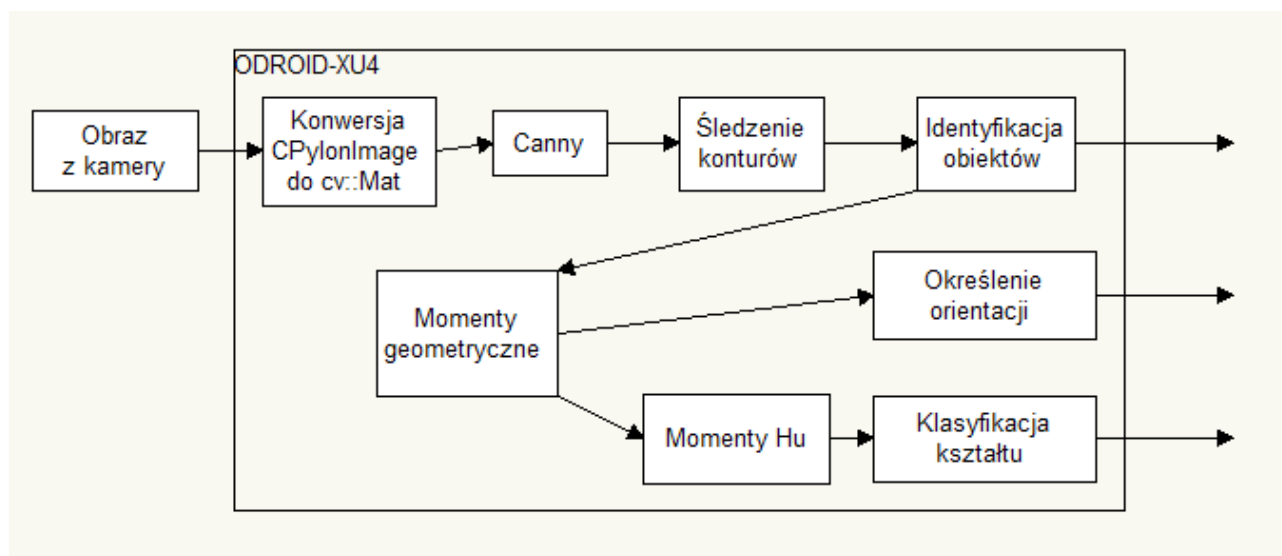 ODROID-XU4
Obraz
z kamery
Konwersja
CPylonImage
do cv::Mat
Canny
Śledzenie
konturów
Identyfikacja
obiektów
Momenty
geometryczne
Określenie
orientacji
Momenty Hu
Klasyfikacja
kształtu